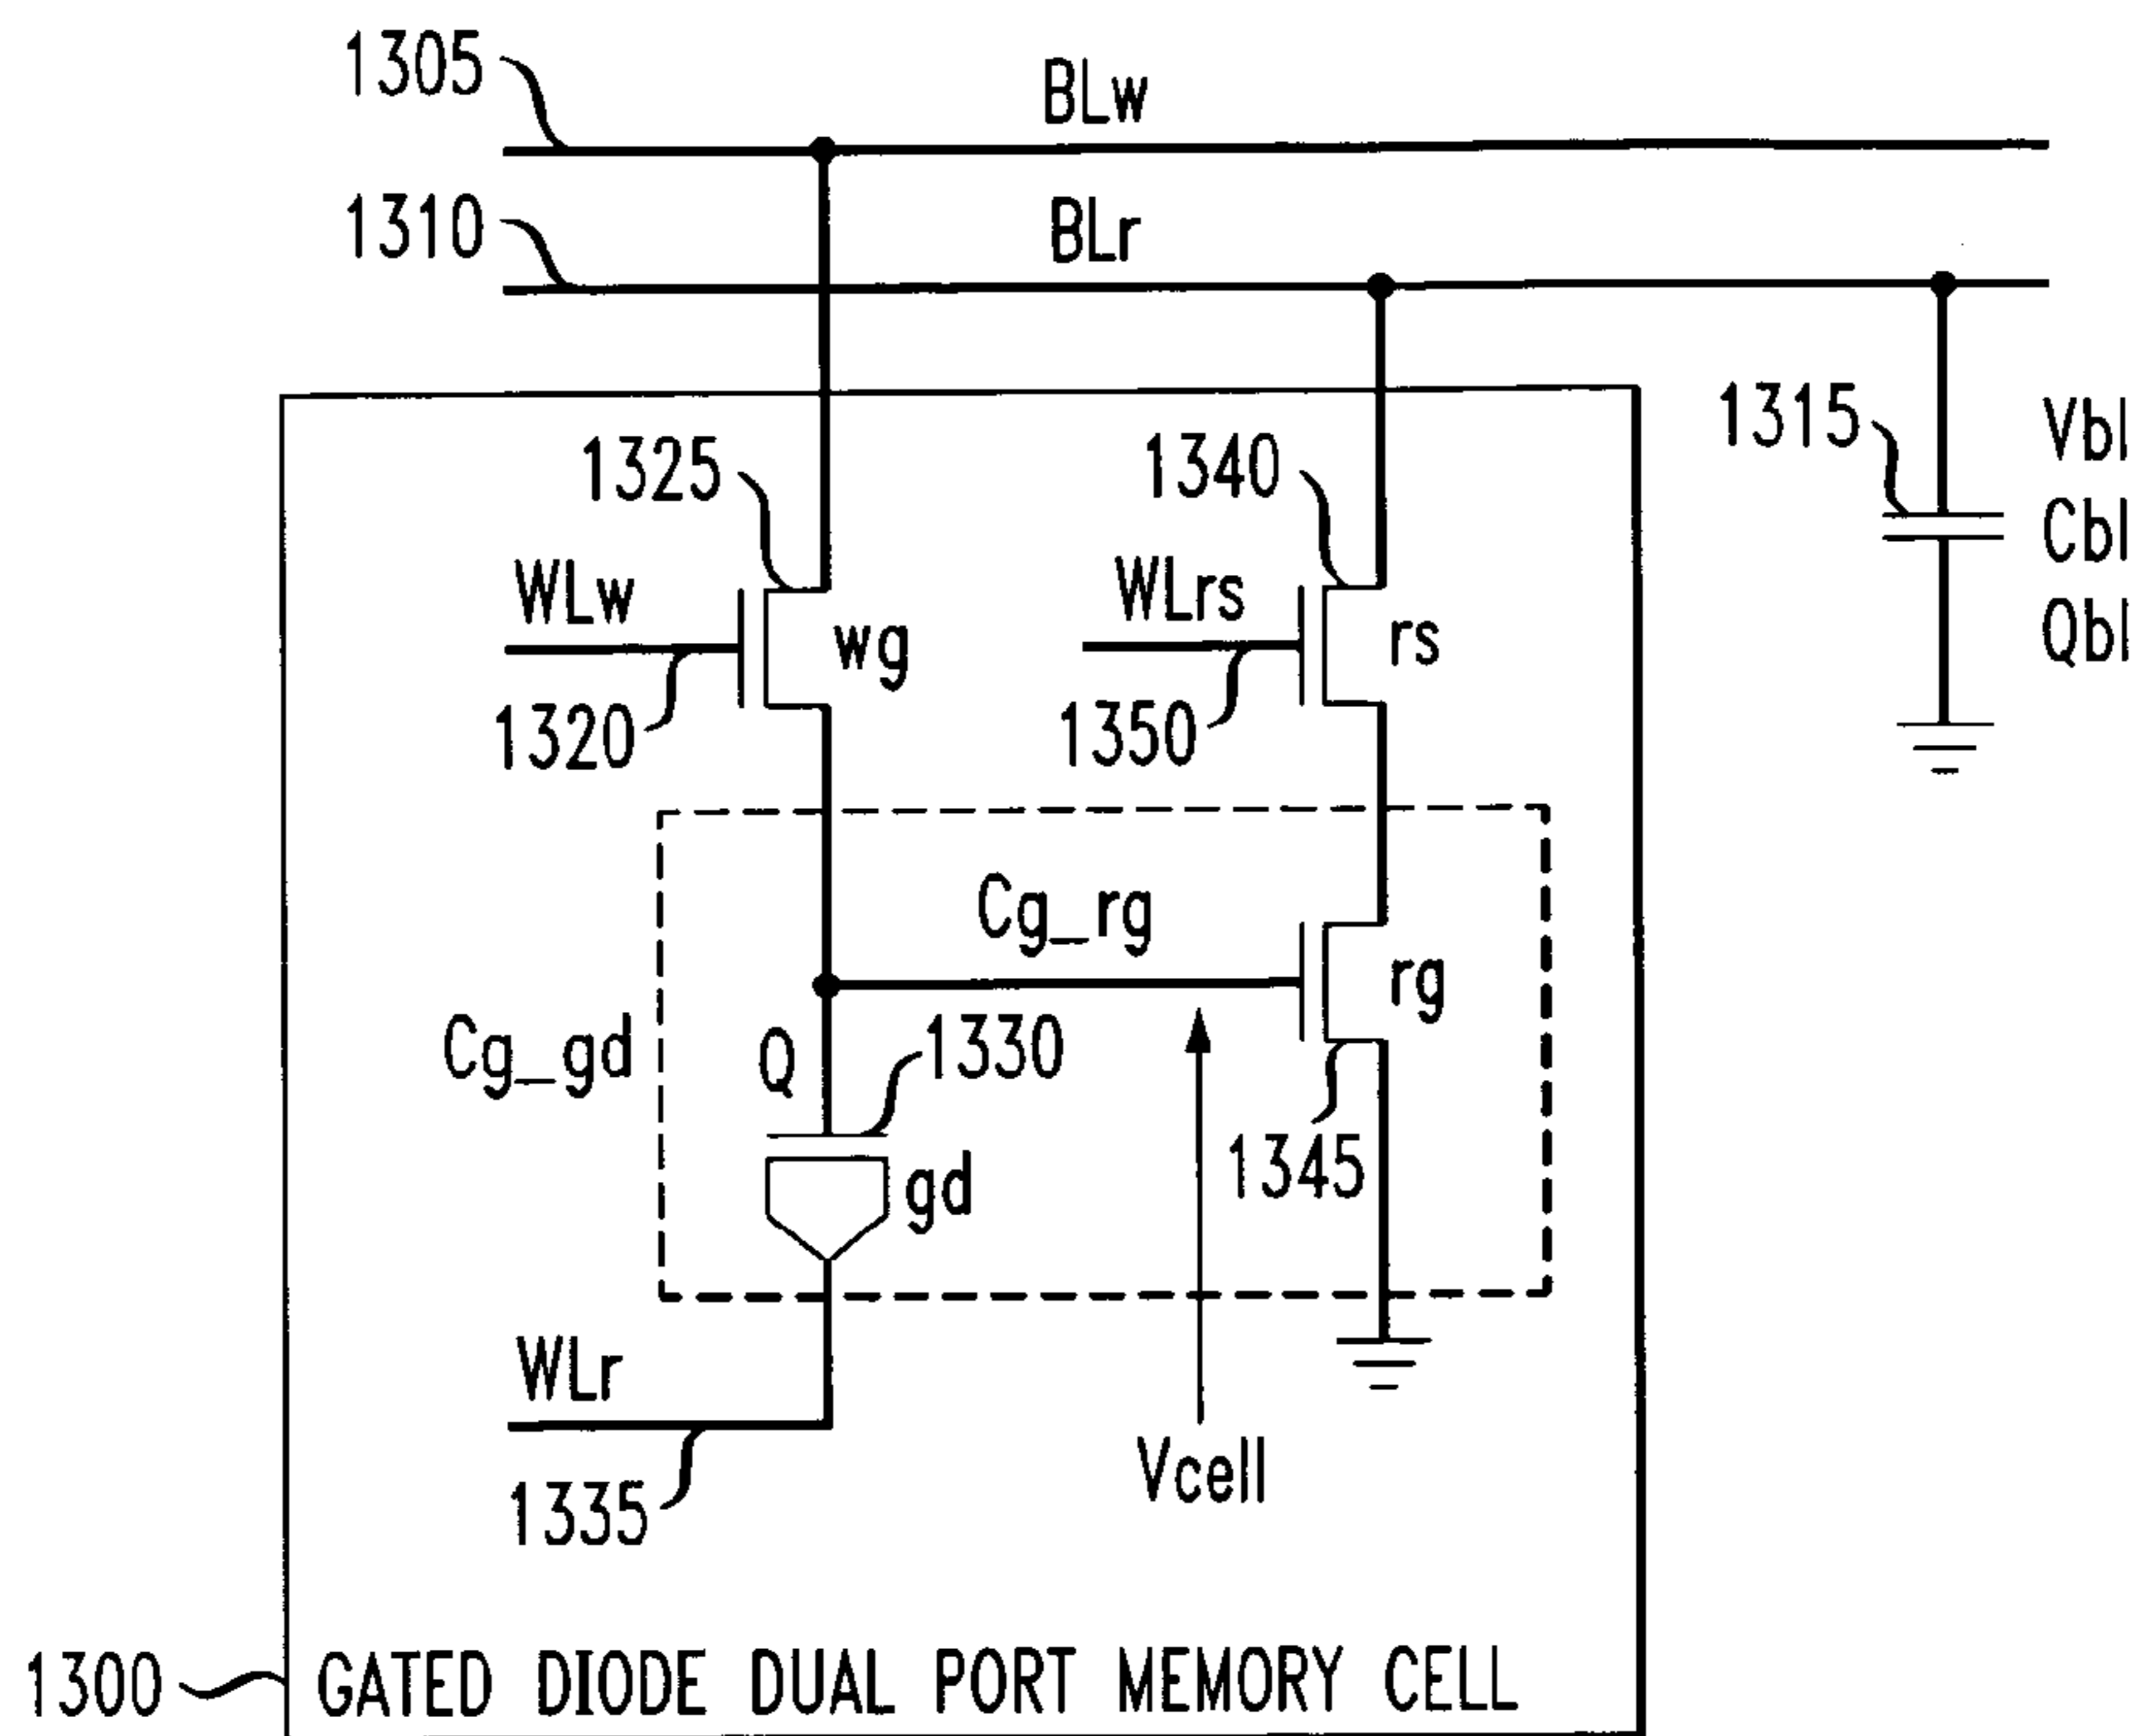 1305
BLw
1310
BLr
1325
1340
1315
Vbl
WLw
wg
WLrs
rs
Cbl
1320
1350
Qbl
Cg_rg
rg
Cg_gd
Q
1330
gd
1345
WLr
1335
Vcell
1300
GATED DIODE DUAL PORT MEMORY CELL